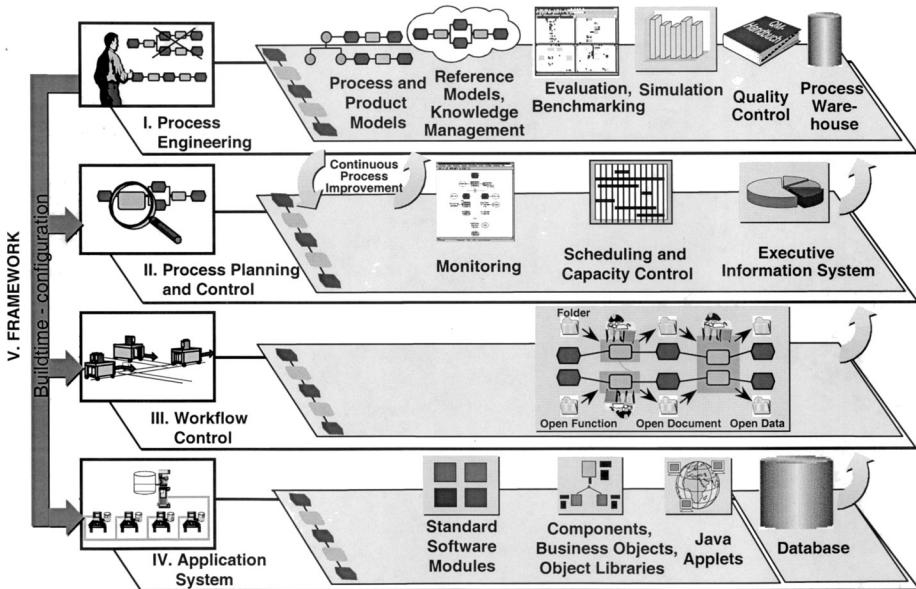 V. FRAMEWORK
Buildtime - configuration
I. Process
Engineering
Process and
Product
Models
Reference
Models,
Knowledge
Management
Evaluation,
Benchmarking
Simulation
QM-
Handbuch
Quality
Control
Process
Ware-
house
Continuous
Process
Improvement
II. Process Planning
and Control
Monitoring
Scheduling and
Capacity Control
Executive
Information System
III. Workflow
Control
Folder
Open Function
Open Document
Open Data
IV. Application
System
Standard
Software
Modules
Components,
Business Objects,
Object Libraries
Java
Applets
Database